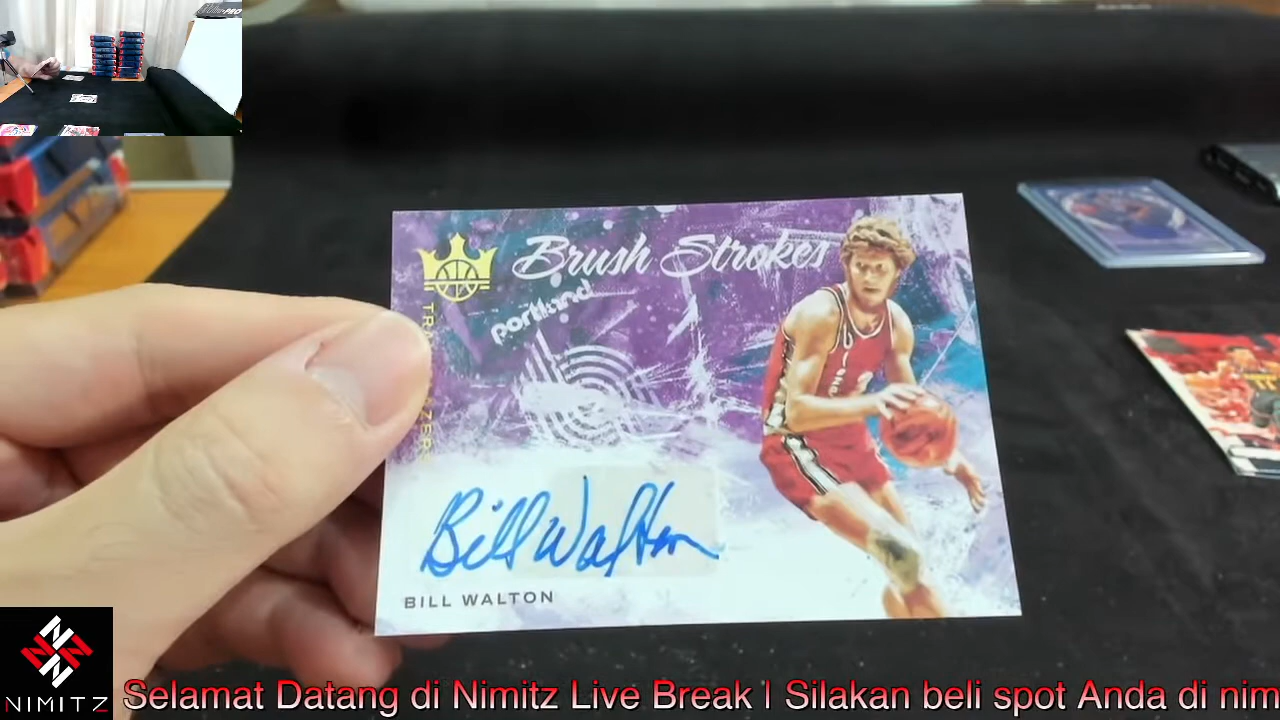 Brush Strokes
portland
Bill Walton
BILL WALTON
NIMITZ
Selamat Datang di Nimitz Live Break | Silakan beli spot Anda di nim